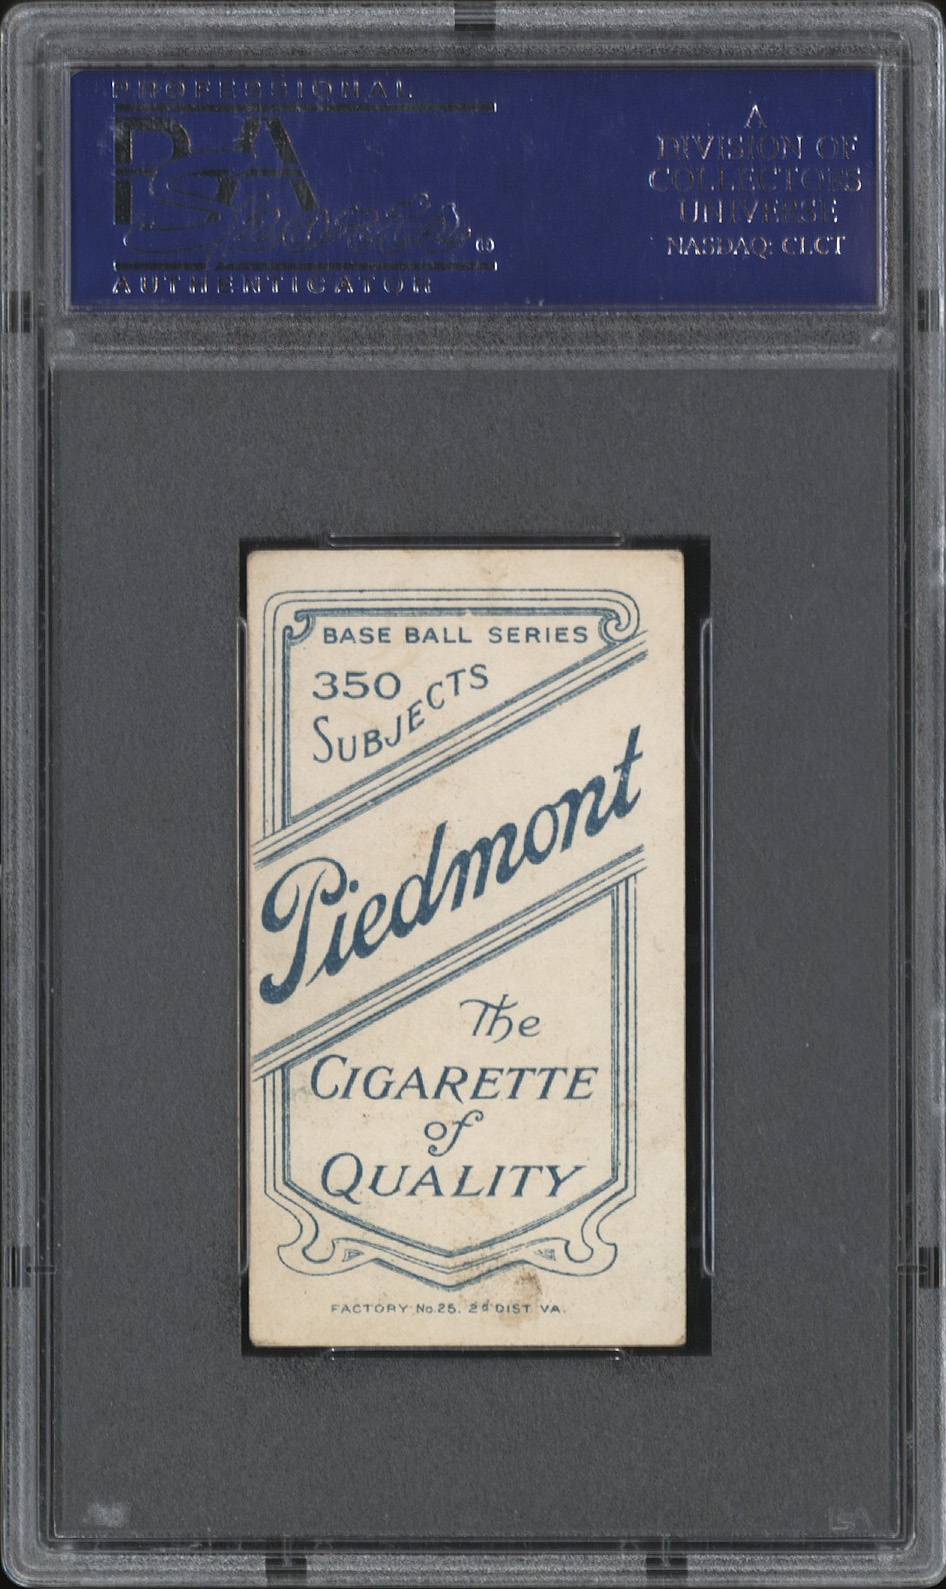 PROFESSIONAL
PSA
Sportscard
®
AUTHENTICATOR
A
DIVISION OF
COLLECTORS
UNIVERSE
NASDAQ: CLCT
BASE BALL SERIES
350
SUBJECTS
Piedmont
The
CIGARETTE
of
QUALITY
FACTORY No. 25. 2d DIST VA.